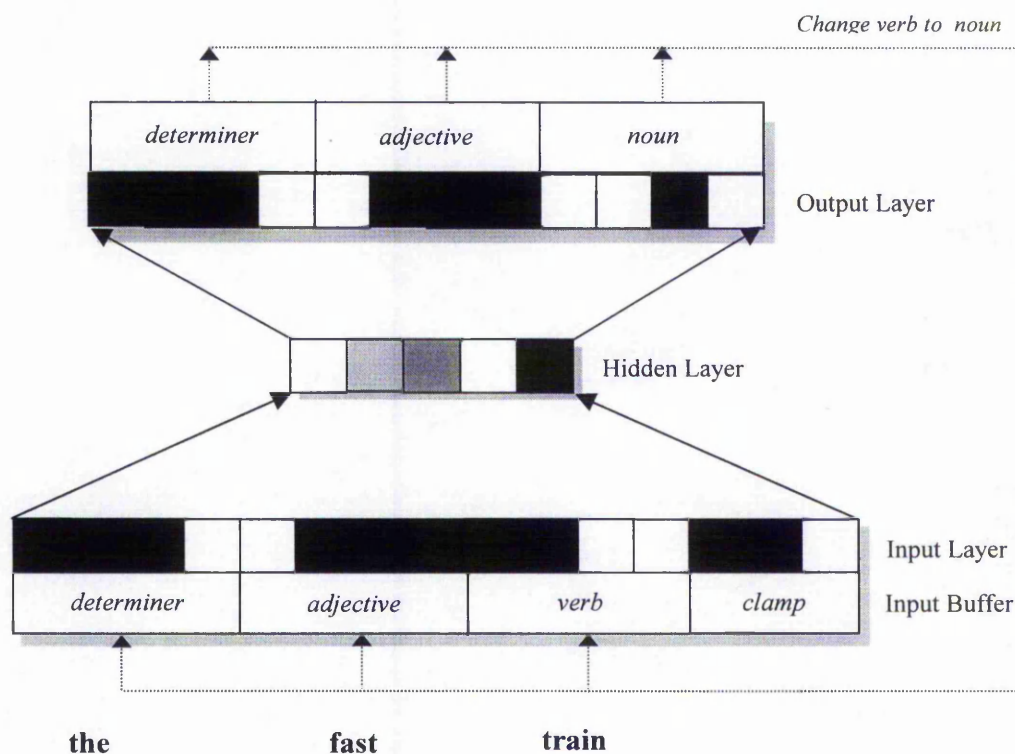 Change verb to noun
determiner adjective noun
Output Layer
Hidden Layer
Input Layer
determiner adjective verb clamp Input Buffer
the fast train